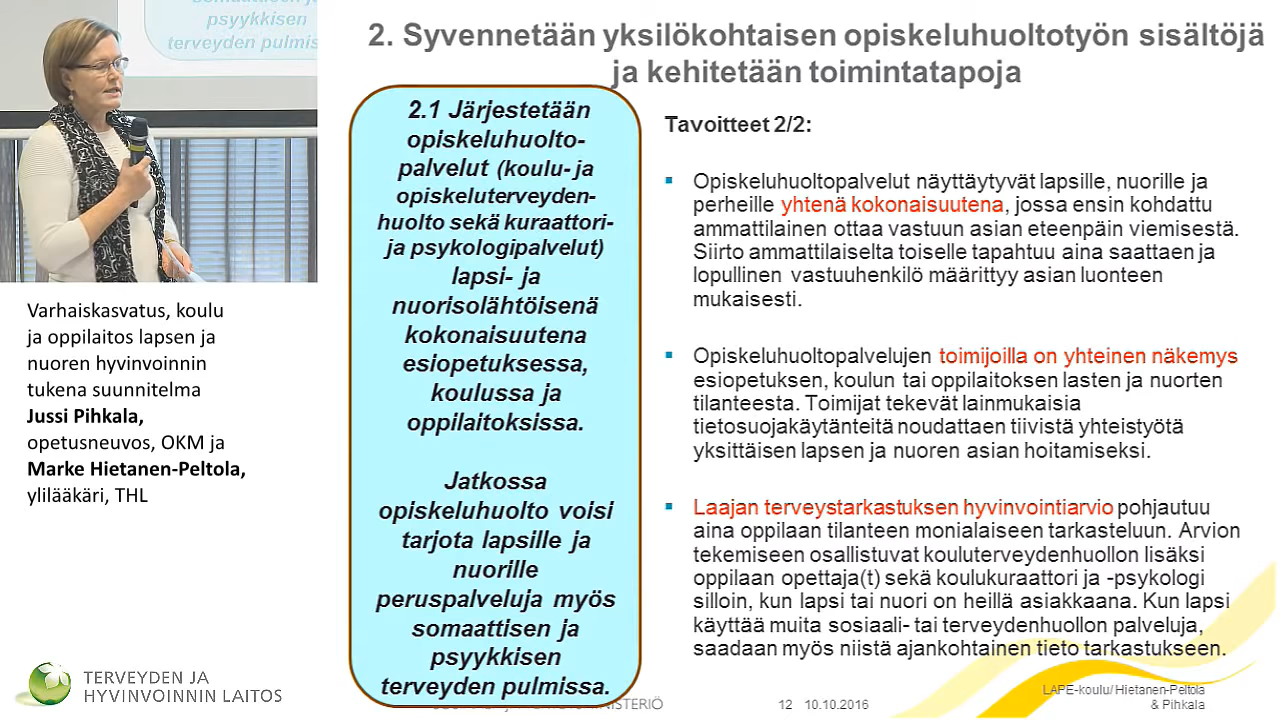 psyykkisen
terveyden pulmis
2. Syvennetään yksilökohtaisen opiskeluhuoltotyön sisältöjä
ja kehitetään toimintatapoja
2.1 Järjestetään
opiskeluhuolto-
palvelut (koulu- ja
opiskeluterveyden-
huolto sekä kuraattori-
ja psykologipalvelut)
lapsi- ja
nuorisolähtöisenä
kokonaisuutena
esiopetuksessa,
koulussa ja
oppilaitoksissa.
Jatkossa
opiskeluhuolto voisi
tarjota lapsille ja
nuorille
peruspalveluja myös
somaattisen ja
psyykkisen
terveyden pulmissa.
Tavoitteet 2/2:
Opiskeluhuoltopalvelut näyttäytyvät lapsille, nuorille ja
perheille yhtenä kokonaisuutena, jossa ensin kohdattu
ammattilainen ottaa vastuun asian eteenpäin viemisestä.
Siirto ammattilaiselta toiselle tapahtuu aina saattaen ja
lopullinen vastuuhenkilö määrittyy asian luonteen
mukaisesti.
Opiskeluhuoltopalvelujen toimijoilla on yhteinen näkemys
esiopetuksen, koulun tai oppilaitoksen lasten ja nuorten
tilanteesta. Toimijat tekevät lainmukaisia
tietosuojakäytänteitä noudattaen tiivistä yhteistyötä
yksittäisen lapsen ja nuoren asian hoitamiseksi.
Laajan terveystarkastuksen hyvinvointiarvio pohjautuu
aina oppilaan tilanteen monialaiseen tarkasteluun. Arvion
tekemiseen osallistuvat kouluterveydenhuollon lisäksi
oppilaan opettaja(t) sekä koulukuraattori ja -psykologi
silloin, kun lapsi tai nuori on heillä asiakkaana. Kun lapsi
käyttää muita sosiaali- tai terveydenhuollon palveluja,
saadaan myös niistä ajankohtainen tieto tarkastukseen.
Varhaiskasvatus, koulu
ja oppilaitos lapsen ja
nuoren hyvinvoinnin
tukena suunnitelma
Jussi Pihkala,
opetusneuvos, OKM ja
Marke Hietanen-Peltola,
ylilääkäri, THL
TERVEYDEN JA
HYVINVOINNIN LAITOS
12 10.10.2016
LAPE-koulu/ Hietanen-Peltola
& Pihkala